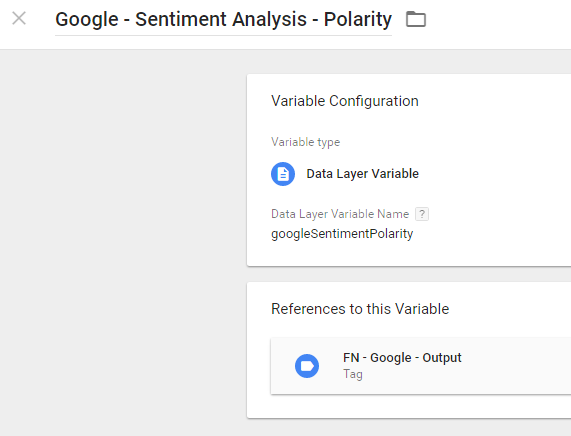 Google - Sentiment Analysis - Polarity
Variable Configuration
Variable type
Data Layer Variable
Data Layer Variable Name ?
googleSentimentPolarity
References to this Variable
FN - Google - Output
Tag